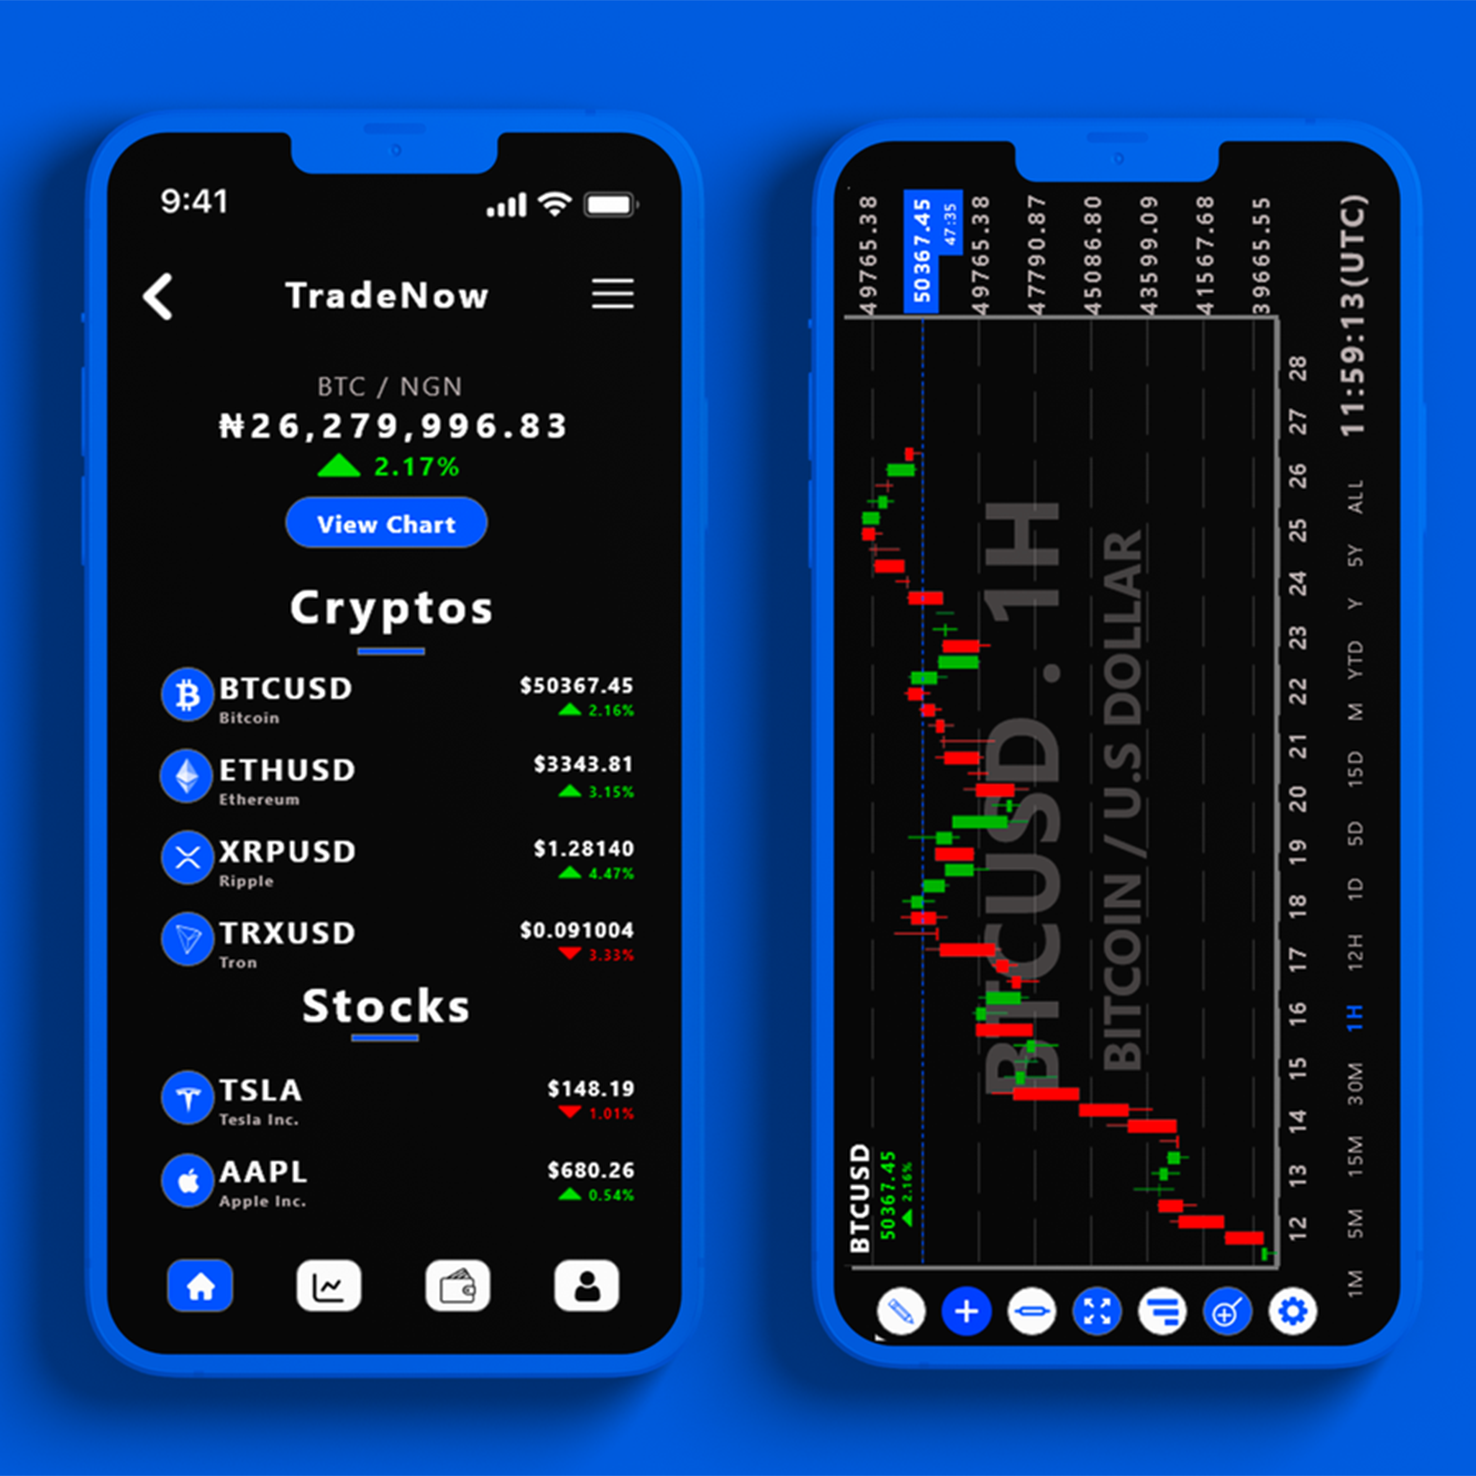 9:41
TradeNow
BTC / NGN
₦26,279,996.83
2.17%
View Chart
Cryptos
BTCUSD
Bitcoin
$50367.45
2.16%
ETHUSD
Ethereum
$3343.81
3.15%
XRPUSD
Ripple
$1.28140
4.47%
TRXUSD
Tron
$0.091004
3.33%
Stocks
TSLA
Tesla Inc.
$148.19
1.01%
AAPL
Apple Inc.
$680.26
0.54%
BTCUSD
50367.45
2.16%
49765.38
50367.45
47:35
49765.38
47790.87
45086.80
43599.09
41567.68
39665.55
BTCUSD . 1H
BITCOIN / U.S DOLLAR
12 13 14 15 16 17 18 19 20 21 22 23 24 25 26 27 28
1M 5M 15M 30M 1H 12H 1D 5D 15D M YTD Y 5Y ALL 11:59:13(UTC)